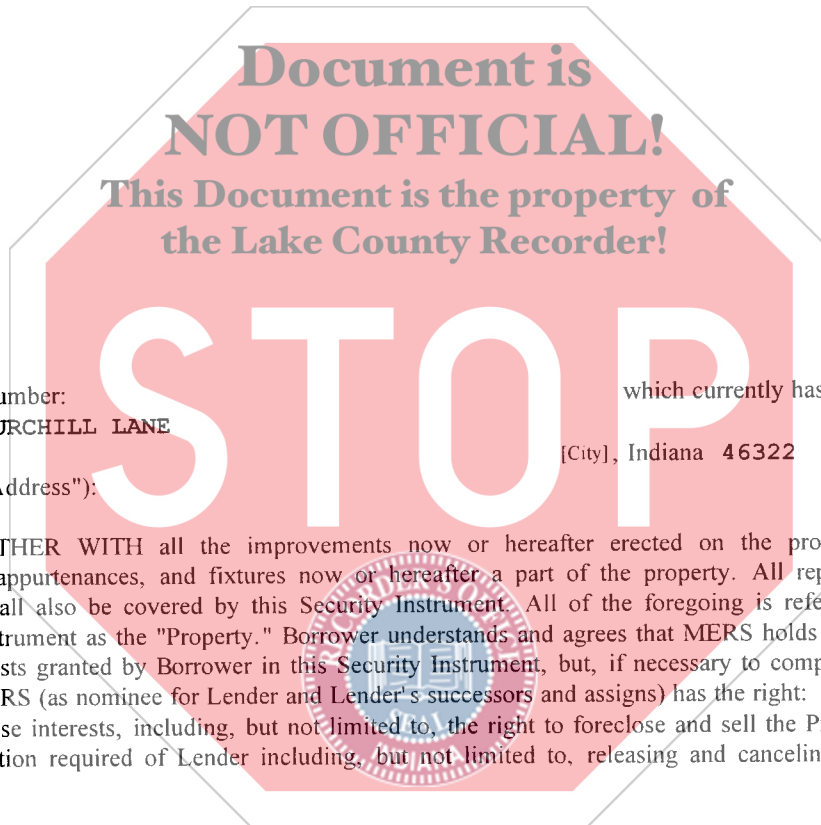 Document is
NOT OFFICIAL!
This Document is the property of
the Lake County Recorder!
STOP
umber:
which currently has
URCHILL LANE
[City], Indiana 46322
Address"):
THER WITH all the improvements now or hereafter erected on the pro
appurtenances, and fixtures now or hereafter a part of the property. All rep
all also be covered by this Security Instrument. All of the foregoing is refe
trument as the "Property." Borrower understands and agrees that MERS holds
sts granted by Borrower in this Security Instrument, but, if necessary to comp
RS (as nominee for Lender and Lender's successors and assigns) has the right:
se interests, including, but not limited to, the right to foreclose and sell the P
tion required of Lender including, but not limited to, releasing and cancelin
RECORDER'S OFFICE
SEAL
INDIANA